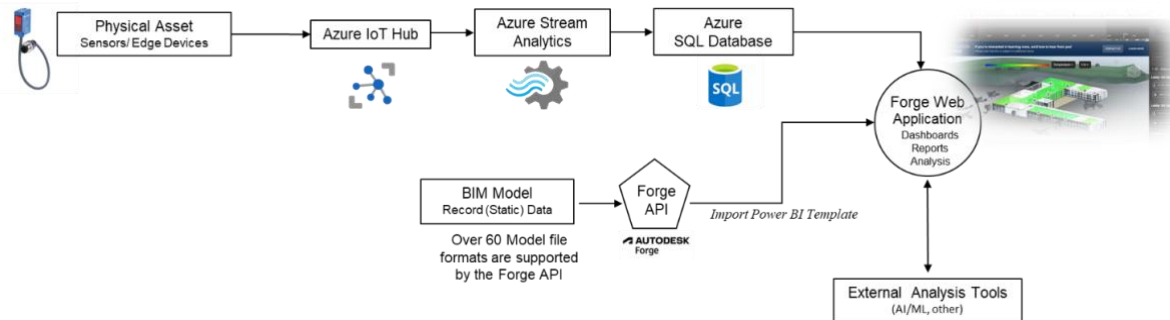 Physical Asset
Sensors/Edge Devices
Azure IoT Hub
Azure Stream
Analytics
Azure
SQL Database
SQL
Forge Web
Application
Dashboards
Reports
Analysis
BIM Model
Record (Static) Data
Forge
API
Import Power BI Template
AUTODESK
Forge
Over 60 Model file
formats are supported
by the Forge API
External Analysis Tools
(AI/ML, other)